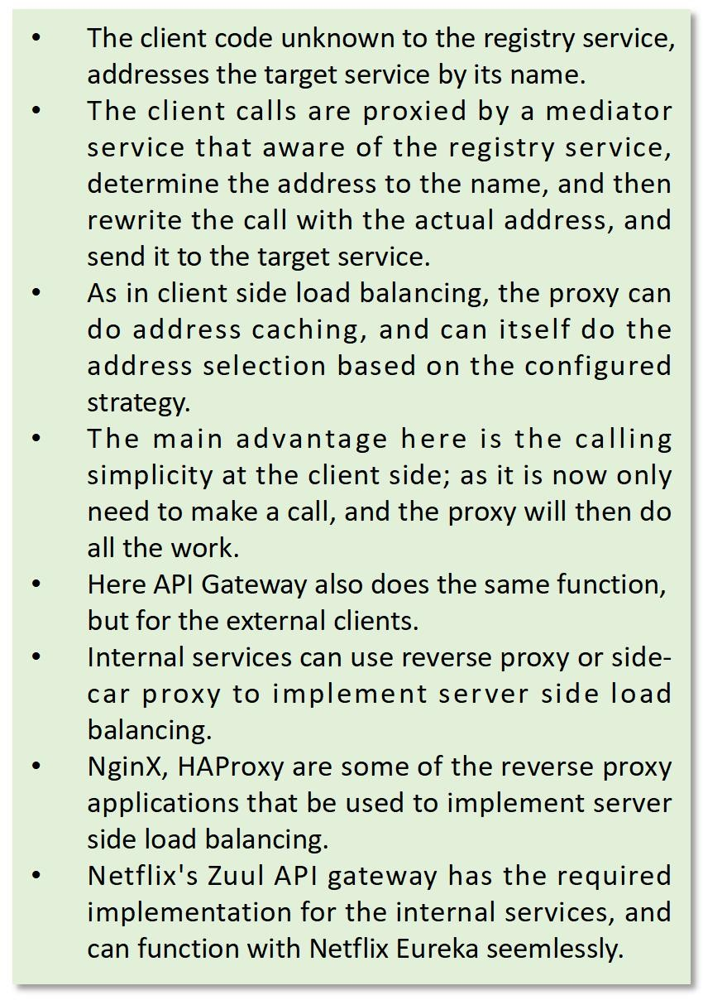 • The client code unknown to the registry service,
addresses the target service by its name.
• The client calls are proxied by a mediator
service that aware of the registry service,
determine the address to the name, and then
rewrite the call with the actual address, and
send it to the target service.
• As in client side load balancing, the proxy can
do address caching, and can itself do the
address selection based on the configured
strategy.
• The main advantage here is the calling
simplicity at the client side; as it is now only
need to make a call, and the proxy will then do
all the work.
• Here API Gateway also does the same function,
but for the external clients.
• Internal services can use reverse proxy or side-
car proxy to implement server side load
balancing.
• NginX, HAProxy are some of the reverse proxy
applications that be used to implement server
side load balancing.
• Netflix's Zuul API gateway has the required
implementation for the internal services, and
can function with Netflix Eureka seemlessly.